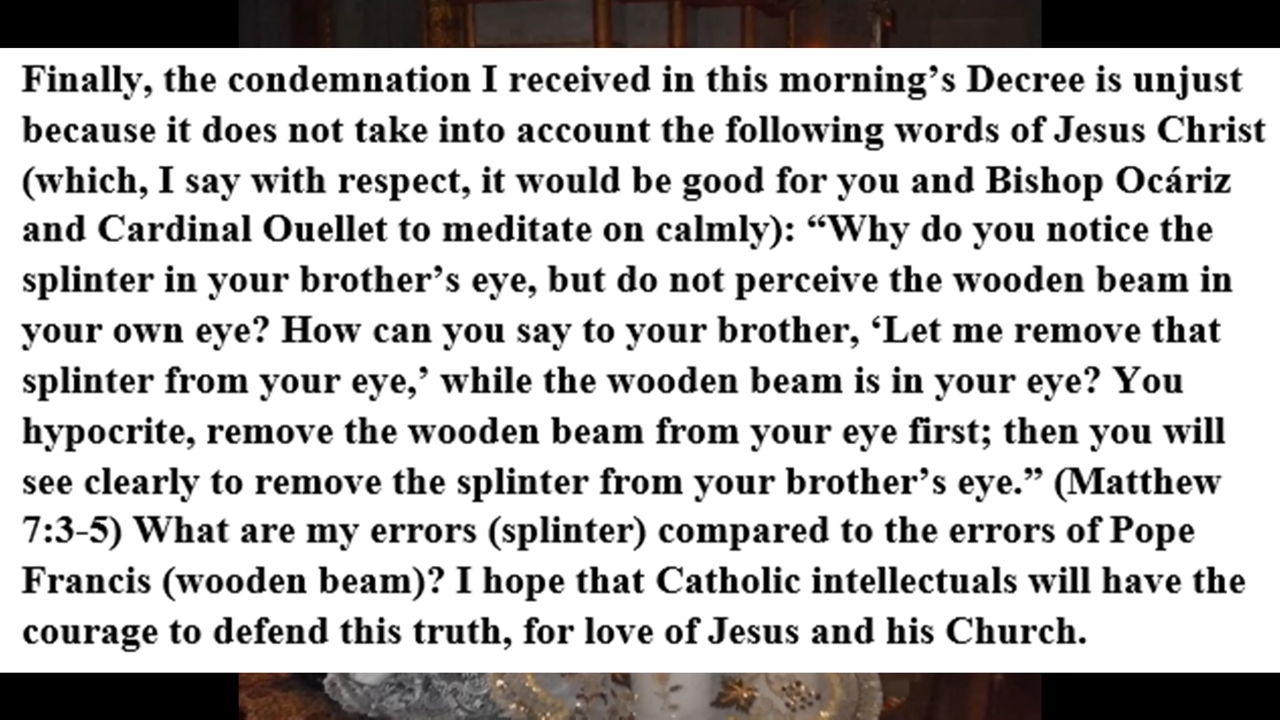 Finally, the condemnation I received in this morning’s Decree is unjust
because it does not take into account the following words of Jesus Christ
(which, I say with respect, it would be good for you and Bishop Ocáriz
and Cardinal Ouellet to meditate on calmly): “Why do you notice the
splinter in your brother’s eye, but do not perceive the wooden beam in
your own eye? How can you say to your brother, ‘Let me remove that
splinter from your eye,’ while the wooden beam is in your eye? You
hypocrite, remove the wooden beam from your eye first; then you will
see clearly to remove the splinter from your brother’s eye.” (Matthew
7:3-5) What are my errors (splinter) compared to the errors of Pope
Francis (wooden beam)? I hope that Catholic intellectuals will have the
courage to defend this truth, for love of Jesus and his Church.